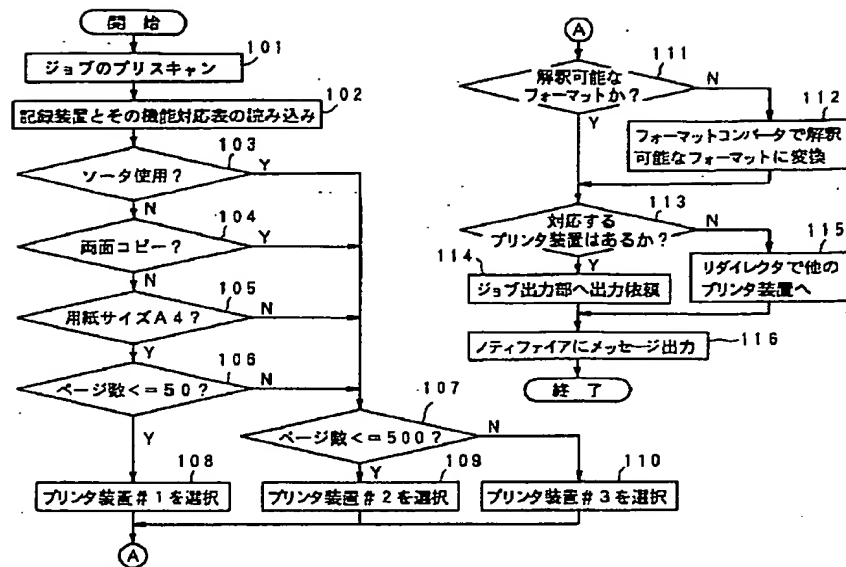 開始
101
ジョブのプリスキャン
102
記録装置とその機能対応表の読み込み
103
ソータ使用?
Y
N
104
両面コピー?
Y
N
105
用紙サイズA4?
N
Y
106
ページ数<=50?
N
Y
107
ページ数<=500?
N
Y
108
プリンタ装置#1を選択
109
プリンタ装置#2を選択
110
プリンタ装置#3を選択
A
A
111
解釈可能な
フォーマットか?
N
Y
112
フォーマットコンバータで解釈
可能なフォーマットに変換
113
対応する
プリンタ装置はあるか?
N
Y
114
ジョブ出力部へ出力依頼
115
リダイレクタで他の
プリンタ装置へ
ノティファイアにメッセージ出力
116
終了